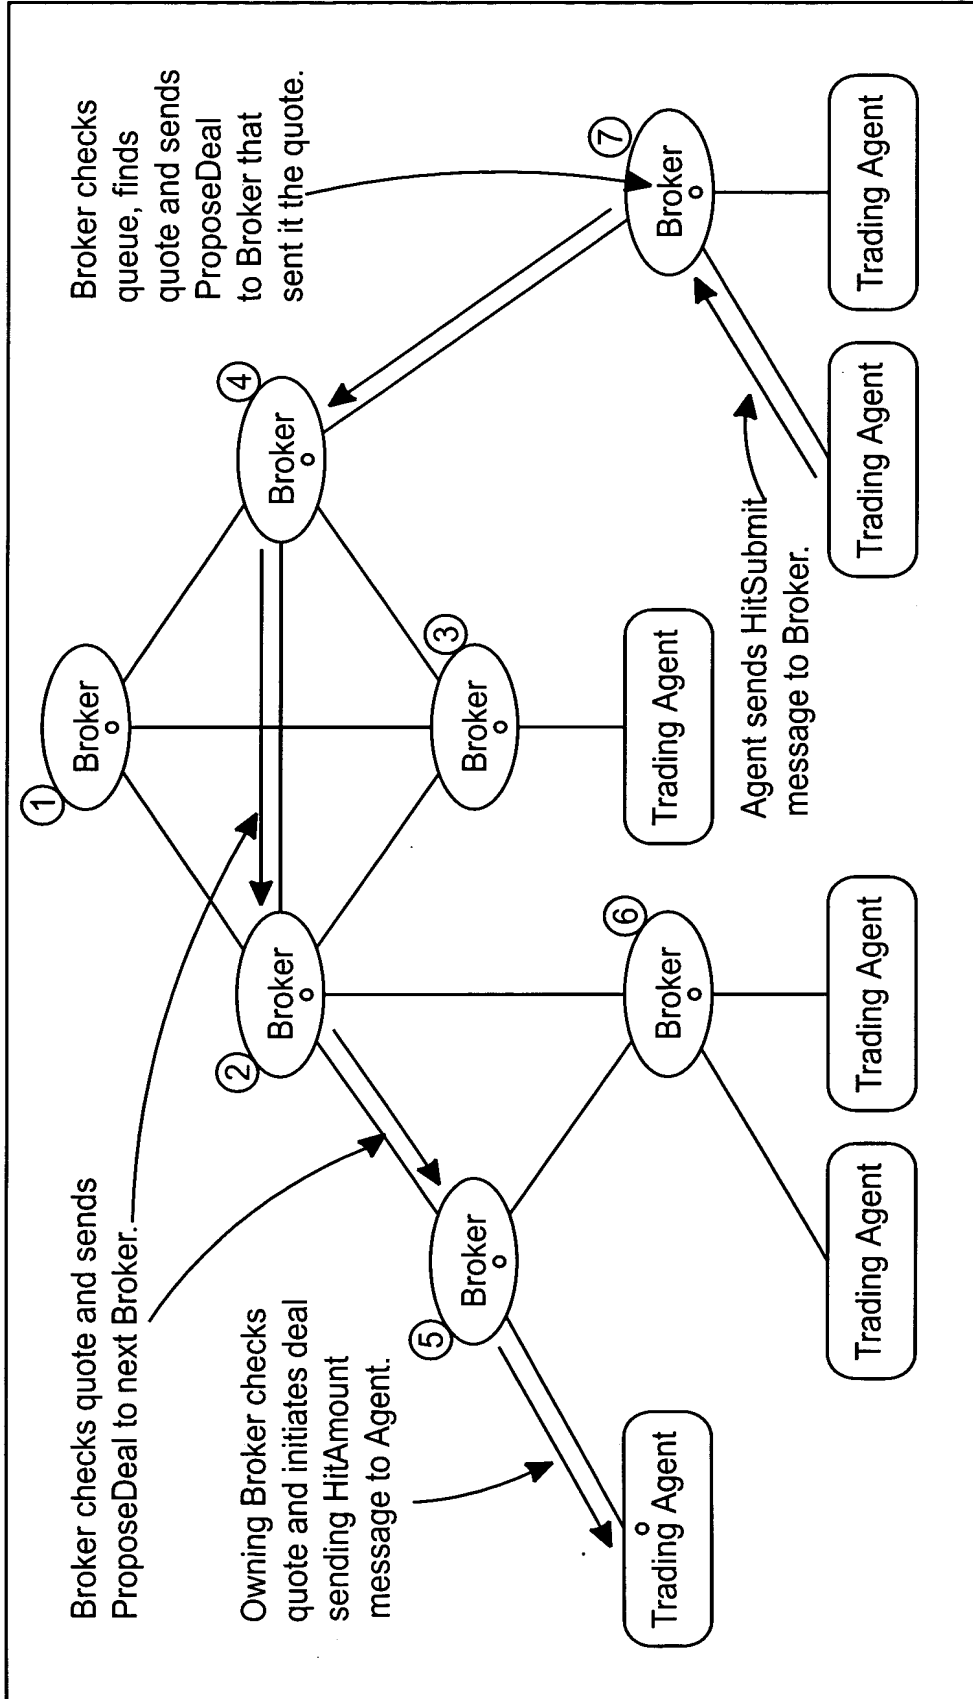 Broker checks quote and sends
ProposeDeal to next Broker.
1
Broker
Broker checks
queue, finds
quote and sends
ProposeDeal
to Broker that
sent it the quote.
2
Broker
4
Broker
Owning Broker checks
quote and initiates deal
sending HitAmount
message to Agent.
5
Broker
3
Broker
6
Broker
7
Broker
Trading Agent
Trading Agent
Agent sends HitSubmit
message to Broker.
Trading Agent
Trading Agent
Trading Agent
Trading Agent